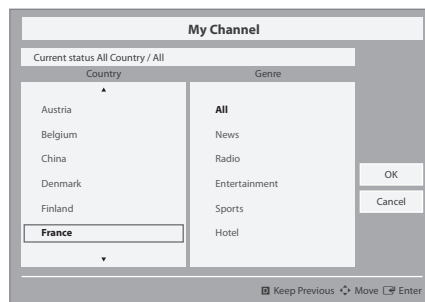 My Channel
Current status All Country / All
Country
Genre
Austria
Belgium
China
Denmark
Finland
France
All
News
Radio
Entertainment
Sports
Hotel
OK
Cancel
D Keep Previous Move Enter